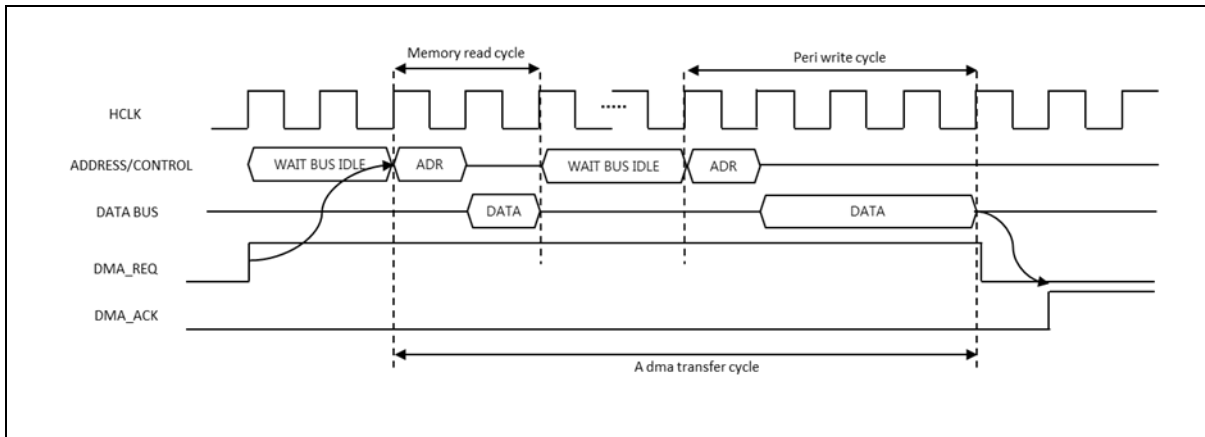 Memory read cycle
Peri write cycle
HCLK
.....
ADDRESS/CONTROL
WAIT BUS IDLE
ADR
WAIT BUS IDLE
ADR
DATA BUS
DATA
DATA
DMA_REQ
DMA_ACK
A dma transfer cycle